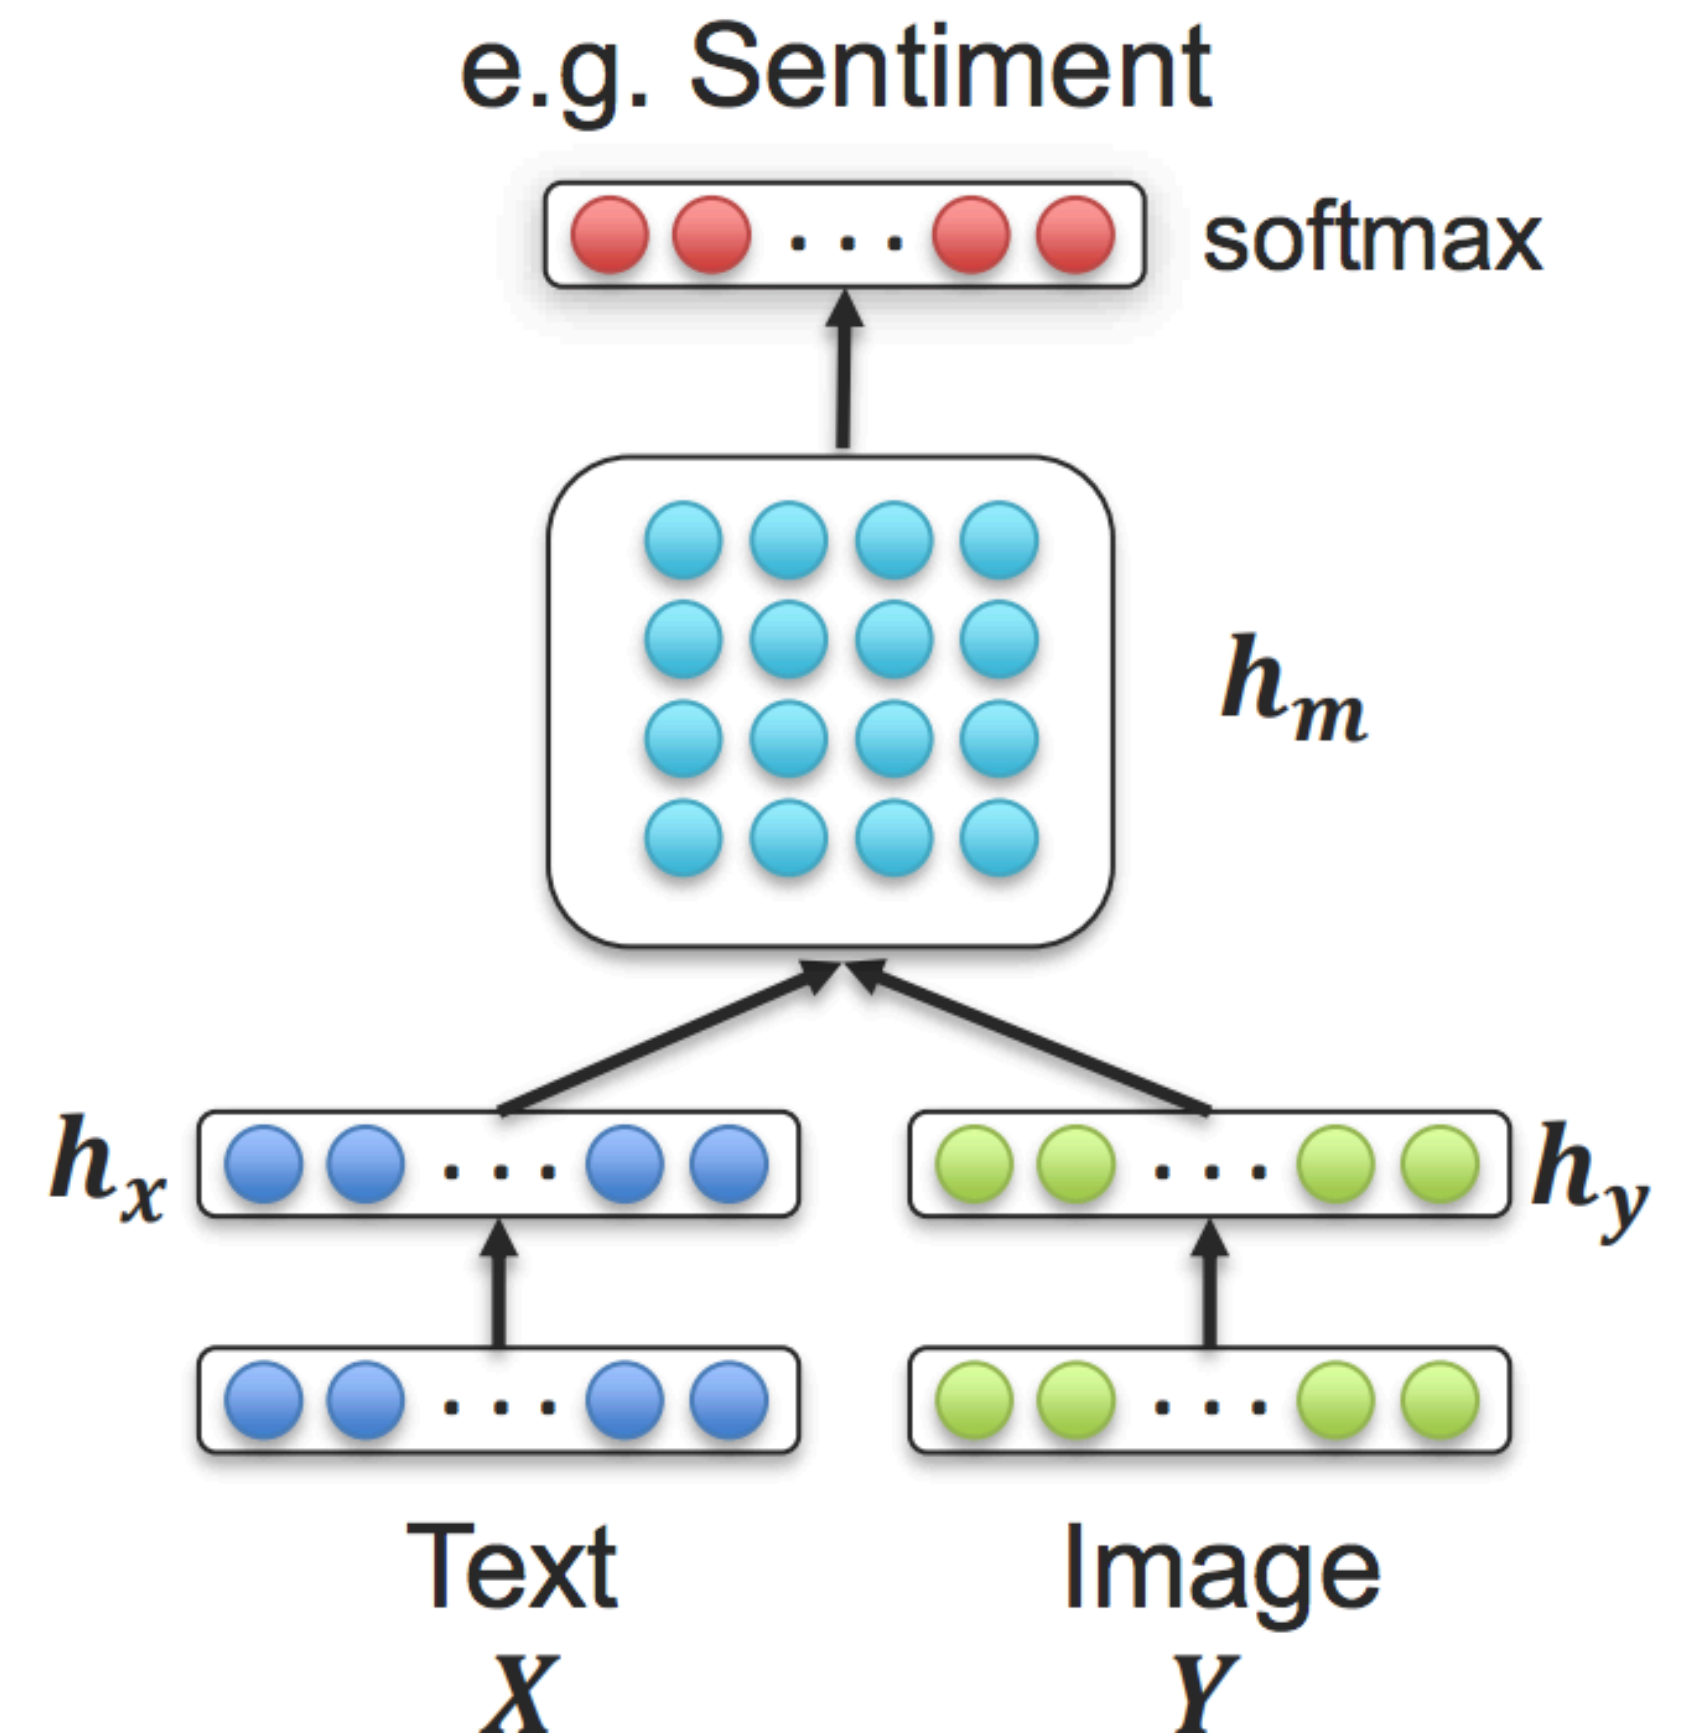 e.g. Sentiment
. . . softmax
h_m
h_x . . . . . . h_y
. . . . . .
Text Image
X Y